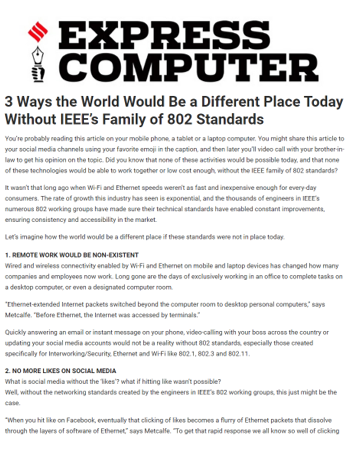 EXPRESS
COMPUTER
3 Ways the World Would Be a Different Place Today
Without IEEE's Family of 802 Standards
You're probably reading this article on your mobile phone, a tablet or a laptop computer. You might share this article to
your social media channels using your favorite emoji in the caption, and then later you'll video call with your brother-in-
law to get his opinion on the topic. Did you know that none of these activities would be possible today, and that none
of these technologies would be able to work together or low cost enough, without the IEEE family of 802 standards?
It wasn't that long ago when Wi-Fi and Ethernet speeds weren't as fast and inexpensive enough for every-day
consumers. The rate of growth this industry has seen is exponential, and the thousands of engineers in IEEE's
numerous 802 working groups have made sure their technical standards have enabled constant improvements,
ensuring consistency and accessibility in the market.
Let's imagine how the world would be a different place if these standards were not in place today.
1. REMOTE WORK WOULD BE NON-EXISTENT
Wired and wireless connectivity enabled by Wi-Fi and Ethernet on mobile and laptop devices has changed how many
companies and employees now work. Long gone are the days of exclusively working in an office to complete tasks on
a desktop computer, or even a designated computer room.
"Ethernet-extended Internet packets switched beyond the computer room to desktop personal computers," says
Metcalfe. "Before Ethernet, the Internet was accessed by terminals."
Quickly answering an email or instant message on your phone, video-calling with your boss across the country or
updating your social media accounts would not be a reality without 802 standards, especially those created
specifically for Interworking/Security, Ethernet and Wi-Fi like 802.1, 802.3 and 802.11.
2. NO MORE LIKES ON SOCIAL MEDIA
What is social media without the 'likes'? what if hitting like wasn't possible?
Well, without the networking standards created by the engineers in IEEE's 802 working groups, this just might be the
case.
"When you hit like on Facebook, eventually that clicking of likes becomes a flurry of Ethernet packets that dissolve
through the layers of software of Ethernet," says Metcalfe. "To get that rapid response we all know so well of clicking